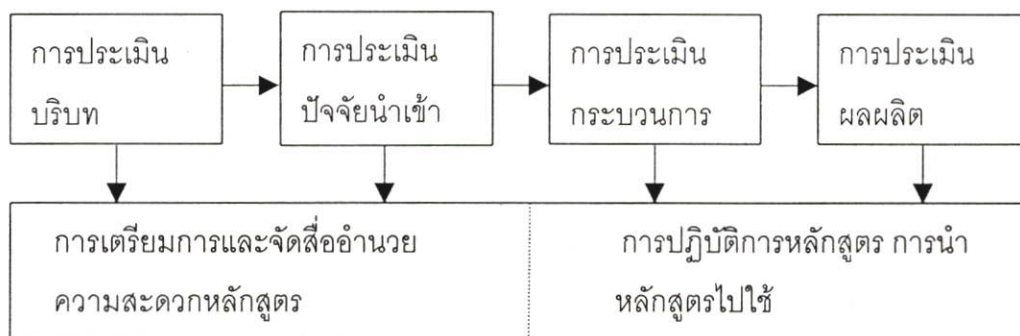 การประเมิน
บริบท
การประเมิน
ปัจจัยนำเข้า
การประเมิน
กระบวนการ
การประเมิน
ผลผลิต
การเตรียมการและจัดสื่ออำนวย
ความสะดวกหลักสูตร
การปฏิบัติการหลักสูตร การนำ
หลักสูตรไปใช้